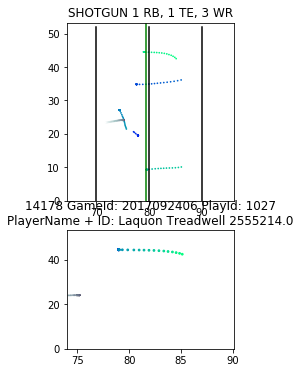 SHOTGUN 1 RB, 1 TE, 3 WR
50
40
30
20
10
0
70 80 90
14178 GameId: 2017092406 PlayId: 1027
PlayerName + ID: Laquon Treadwell 2555214.0
40
20
0
75 80 85 90